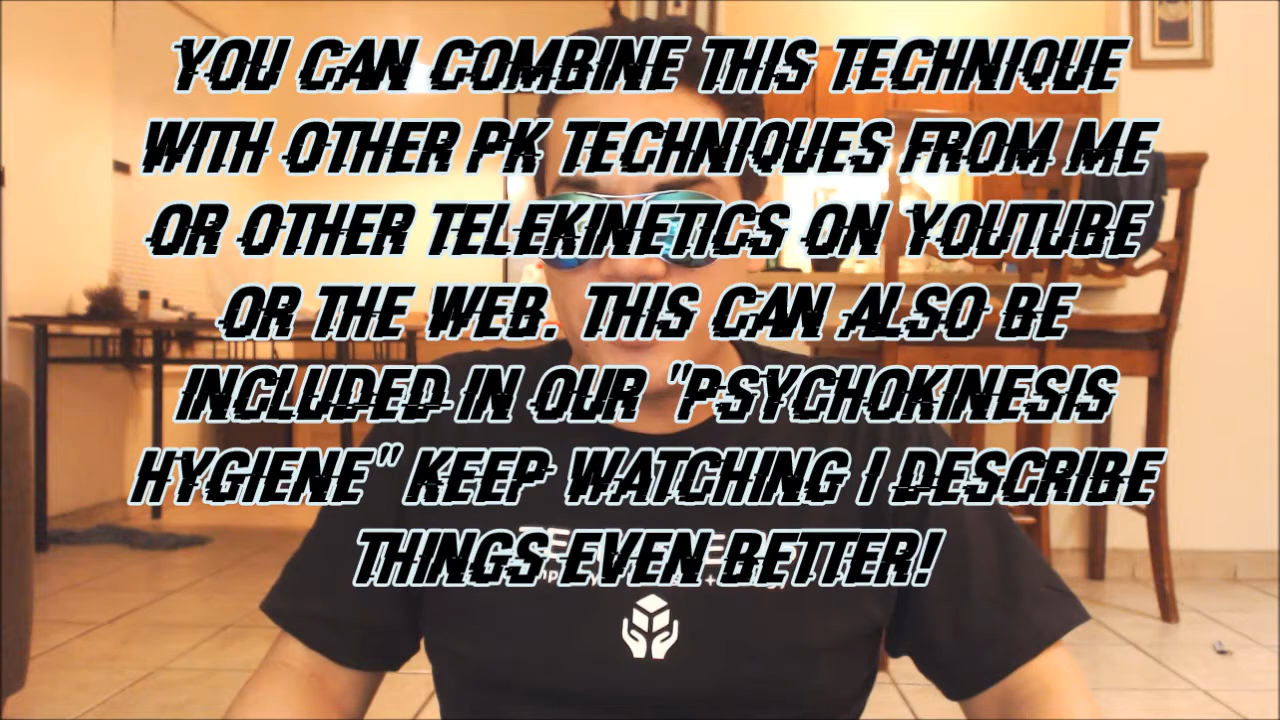 YOU CAN COMBINE THIS TECHNIQUE
WITH OTHER PK TECHNIQUES FROM ME
OR OTHER TELEKINETICS ON YOUTUBE
OR THE WEB. THIS CAN ALSO BE
INCLUDED IN OUR "PSYCHOKINESIS
HYGIENE" KEEP WATCHING I DESCRIBE
THINGS EVEN BETTER!